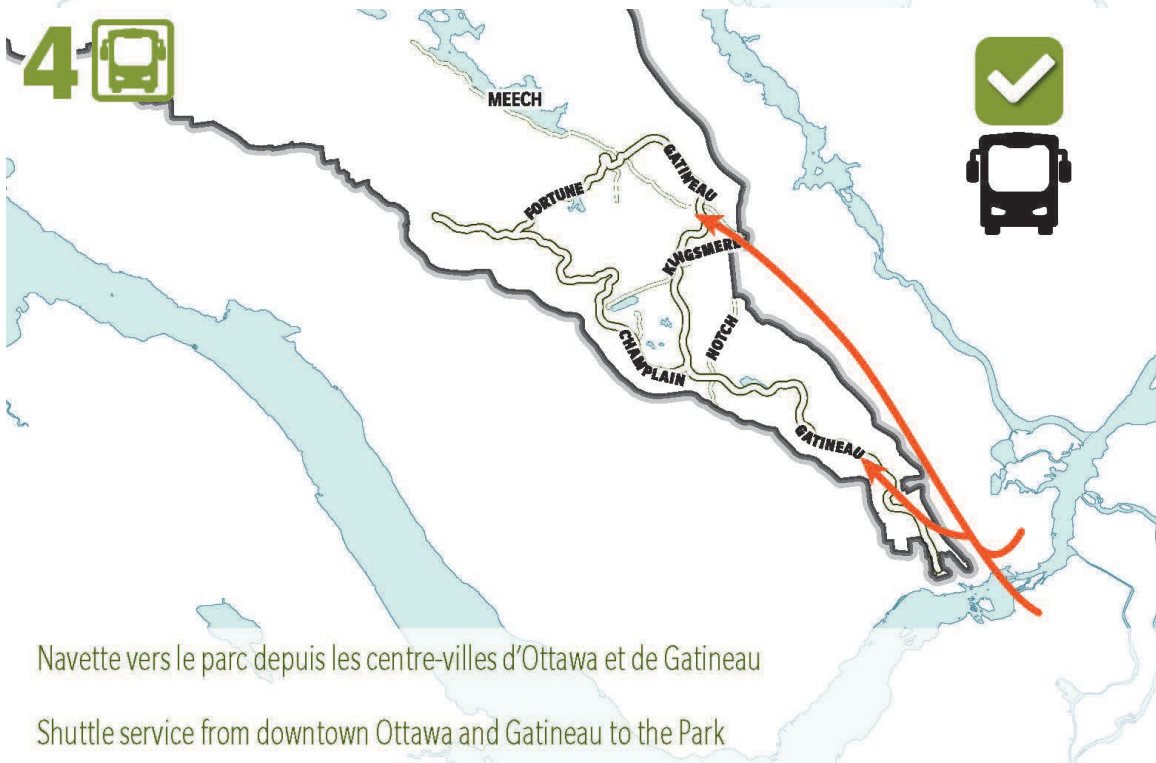 4
MEECH
GATINEAU
FORTUNE
KINGSMERE
NOTCH
CHAMPLAIN
GATINEAU
Navette vers le parc depuis les centre-villes d'Ottawa et de Gatineau
Shuttle service from downtown Ottawa and Gatineau to the Park